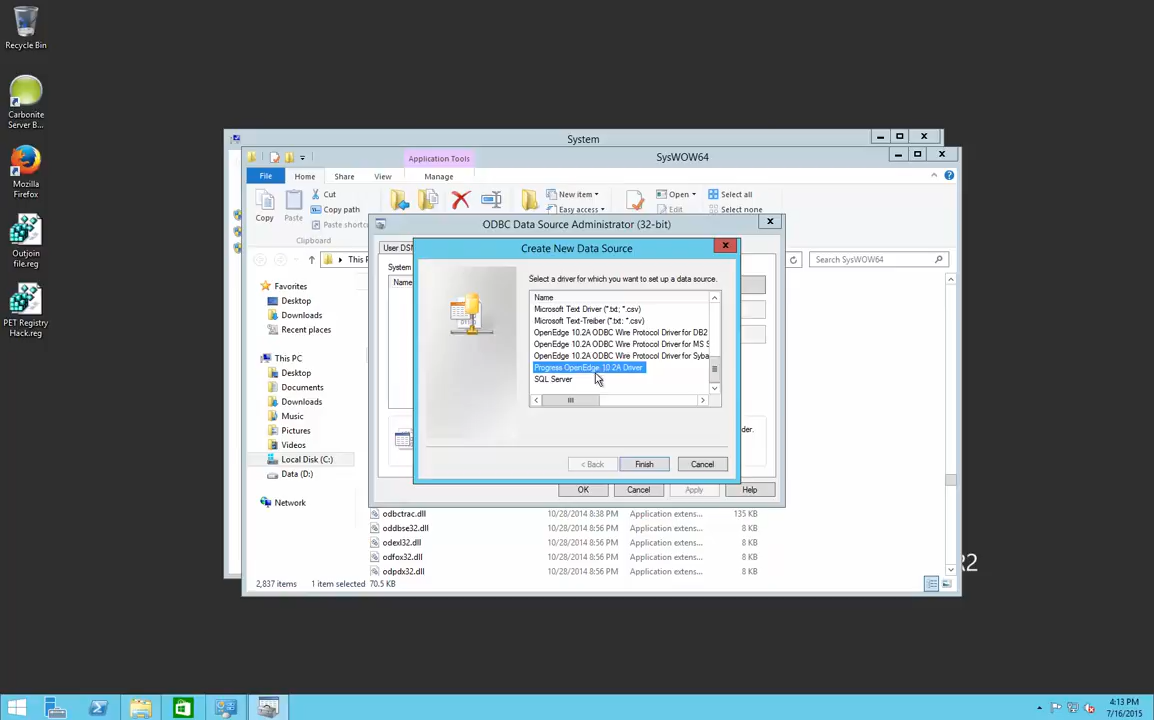 Recycle Bin
Carbonite
Server B...
Mozilla
Firefox
Outjoin
file.reg
PET Registry
Hack.reg
System
Application Tools
SysWOW64
File
Home
Share
View
Manage
Copy
Paste
Cut
Copy path
Paste shortc
Clipboard
New item
Easy access
Open
Edit
Select all
Select none
This P
Search SysWOW64
Favorites
Desktop
Downloads
Recent places
This PC
Desktop
Documents
Downloads
Music
Pictures
Videos
Local Disk (C:)
Data (D:)
Network
ODBC Data Source Administrator (32-bit)
User DSN
System
Name
der.
OK
Cancel
Apply
Help
Create New Data Source
Select a driver for which you want to set up a data source.
Name
Microsoft Text Driver (*.txt; *.csv)
Microsoft Text-Treiber (*.txt; *.csv)
OpenEdge 10.2A ODBC Wire Protocol Driver for DB2
OpenEdge 10.2A ODBC Wire Protocol Driver for MS S
OpenEdge 10.2A ODBC Wire Protocol Driver for Syba
Progress OpenEdge 10.2A Driver
SQL Server
< Back
Finish
Cancel
odbctrac.dll 10/28/2014 8:38 PM Application extens... 135 KB
oddbse32.dll 10/28/2014 8:56 PM Application extens... 8 KB
odexl32.dll 10/28/2014 8:56 PM Application extens... 8 KB
odfox32.dll 10/28/2014 8:56 PM Application extens... 8 KB
odpdx32.dll 10/28/2014 8:56 PM Application extens... 8 KB
2,837 items 1 item selected 70.5 KB
R2
4:13 PM
7/16/2015